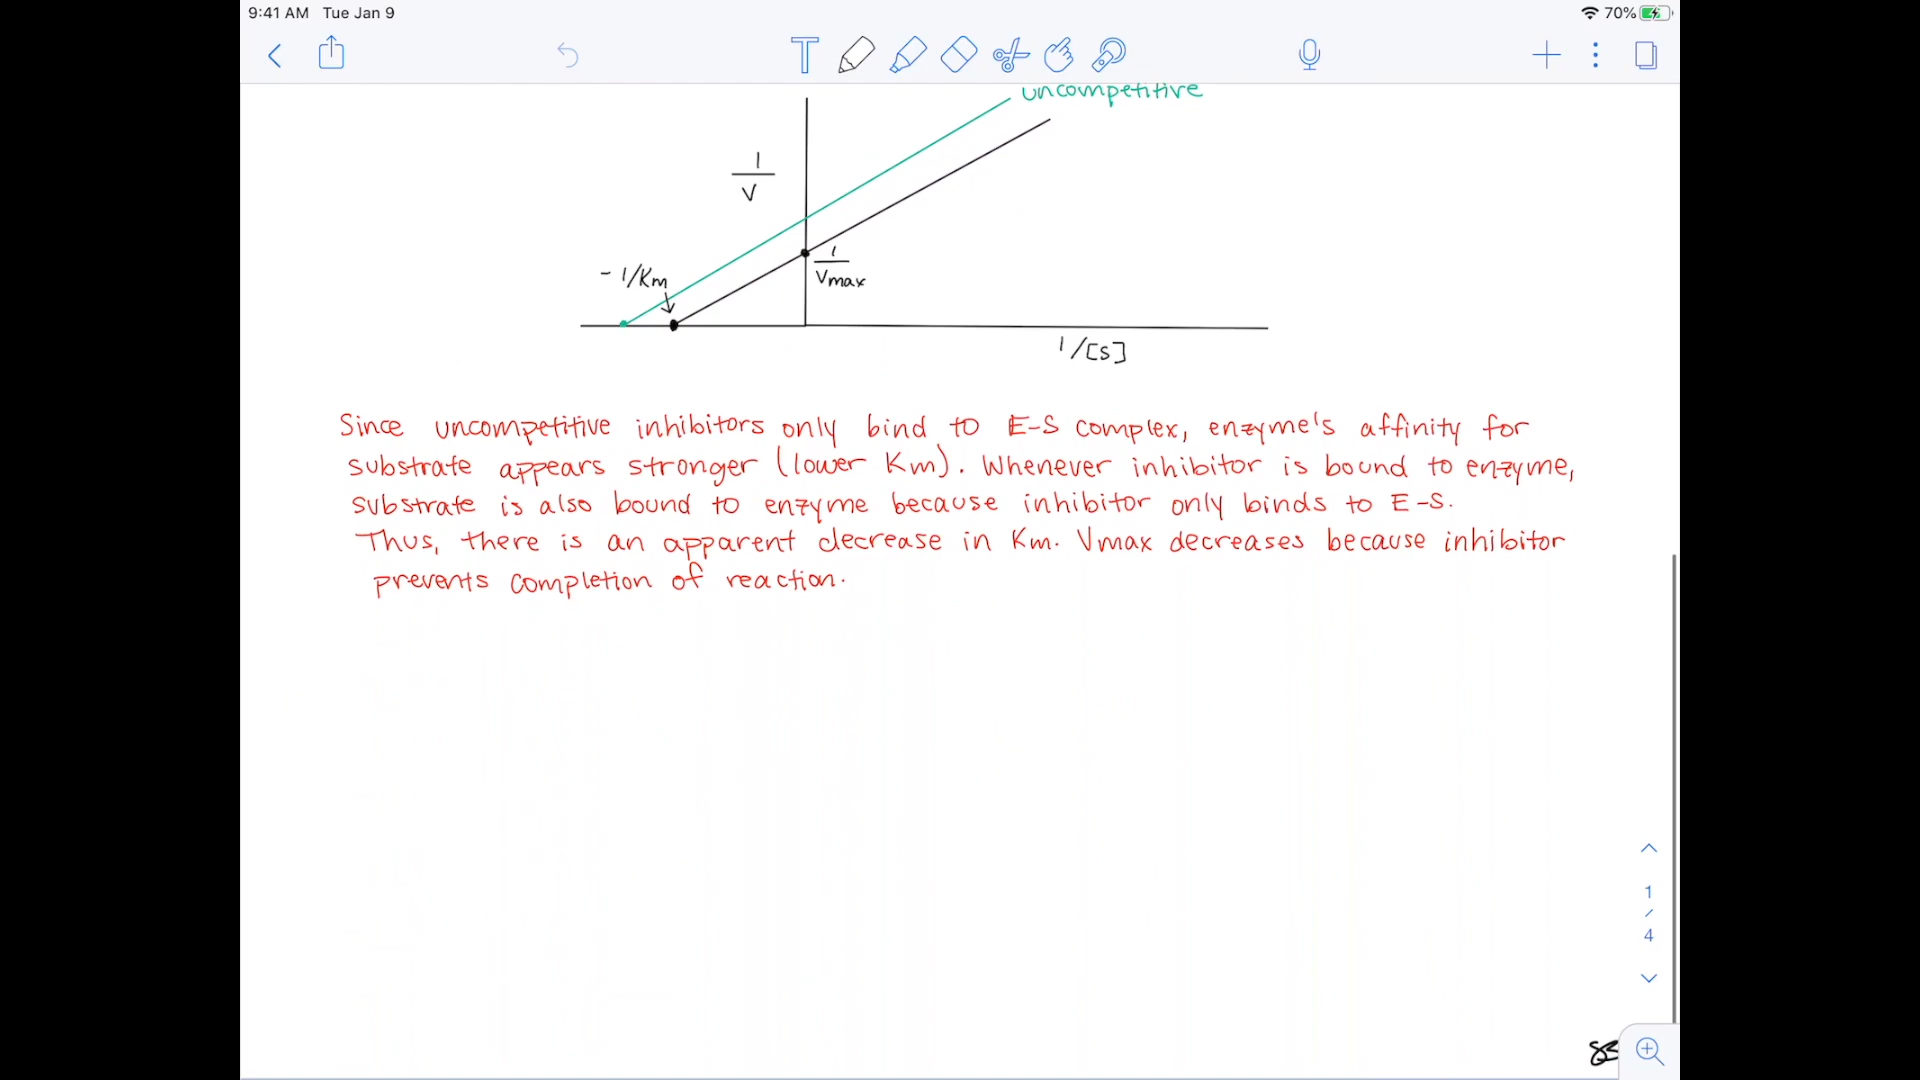 9:41 AM Tue Jan 9
70%
T
uncompetitive
1
V
- 1/Km
1
Vmax
1/[S]
Since uncompetitive inhibitors only bind to E-S complex, enzyme's affinity for
substrate appears stronger (lower Km). Whenever inhibitor is bound to enzyme,
substrate is also bound to enzyme because inhibitor only binds to E-S.
Thus, there is an apparent decrease in Km. Vmax decreases because inhibitor
prevents completion of reaction.
1
/
4